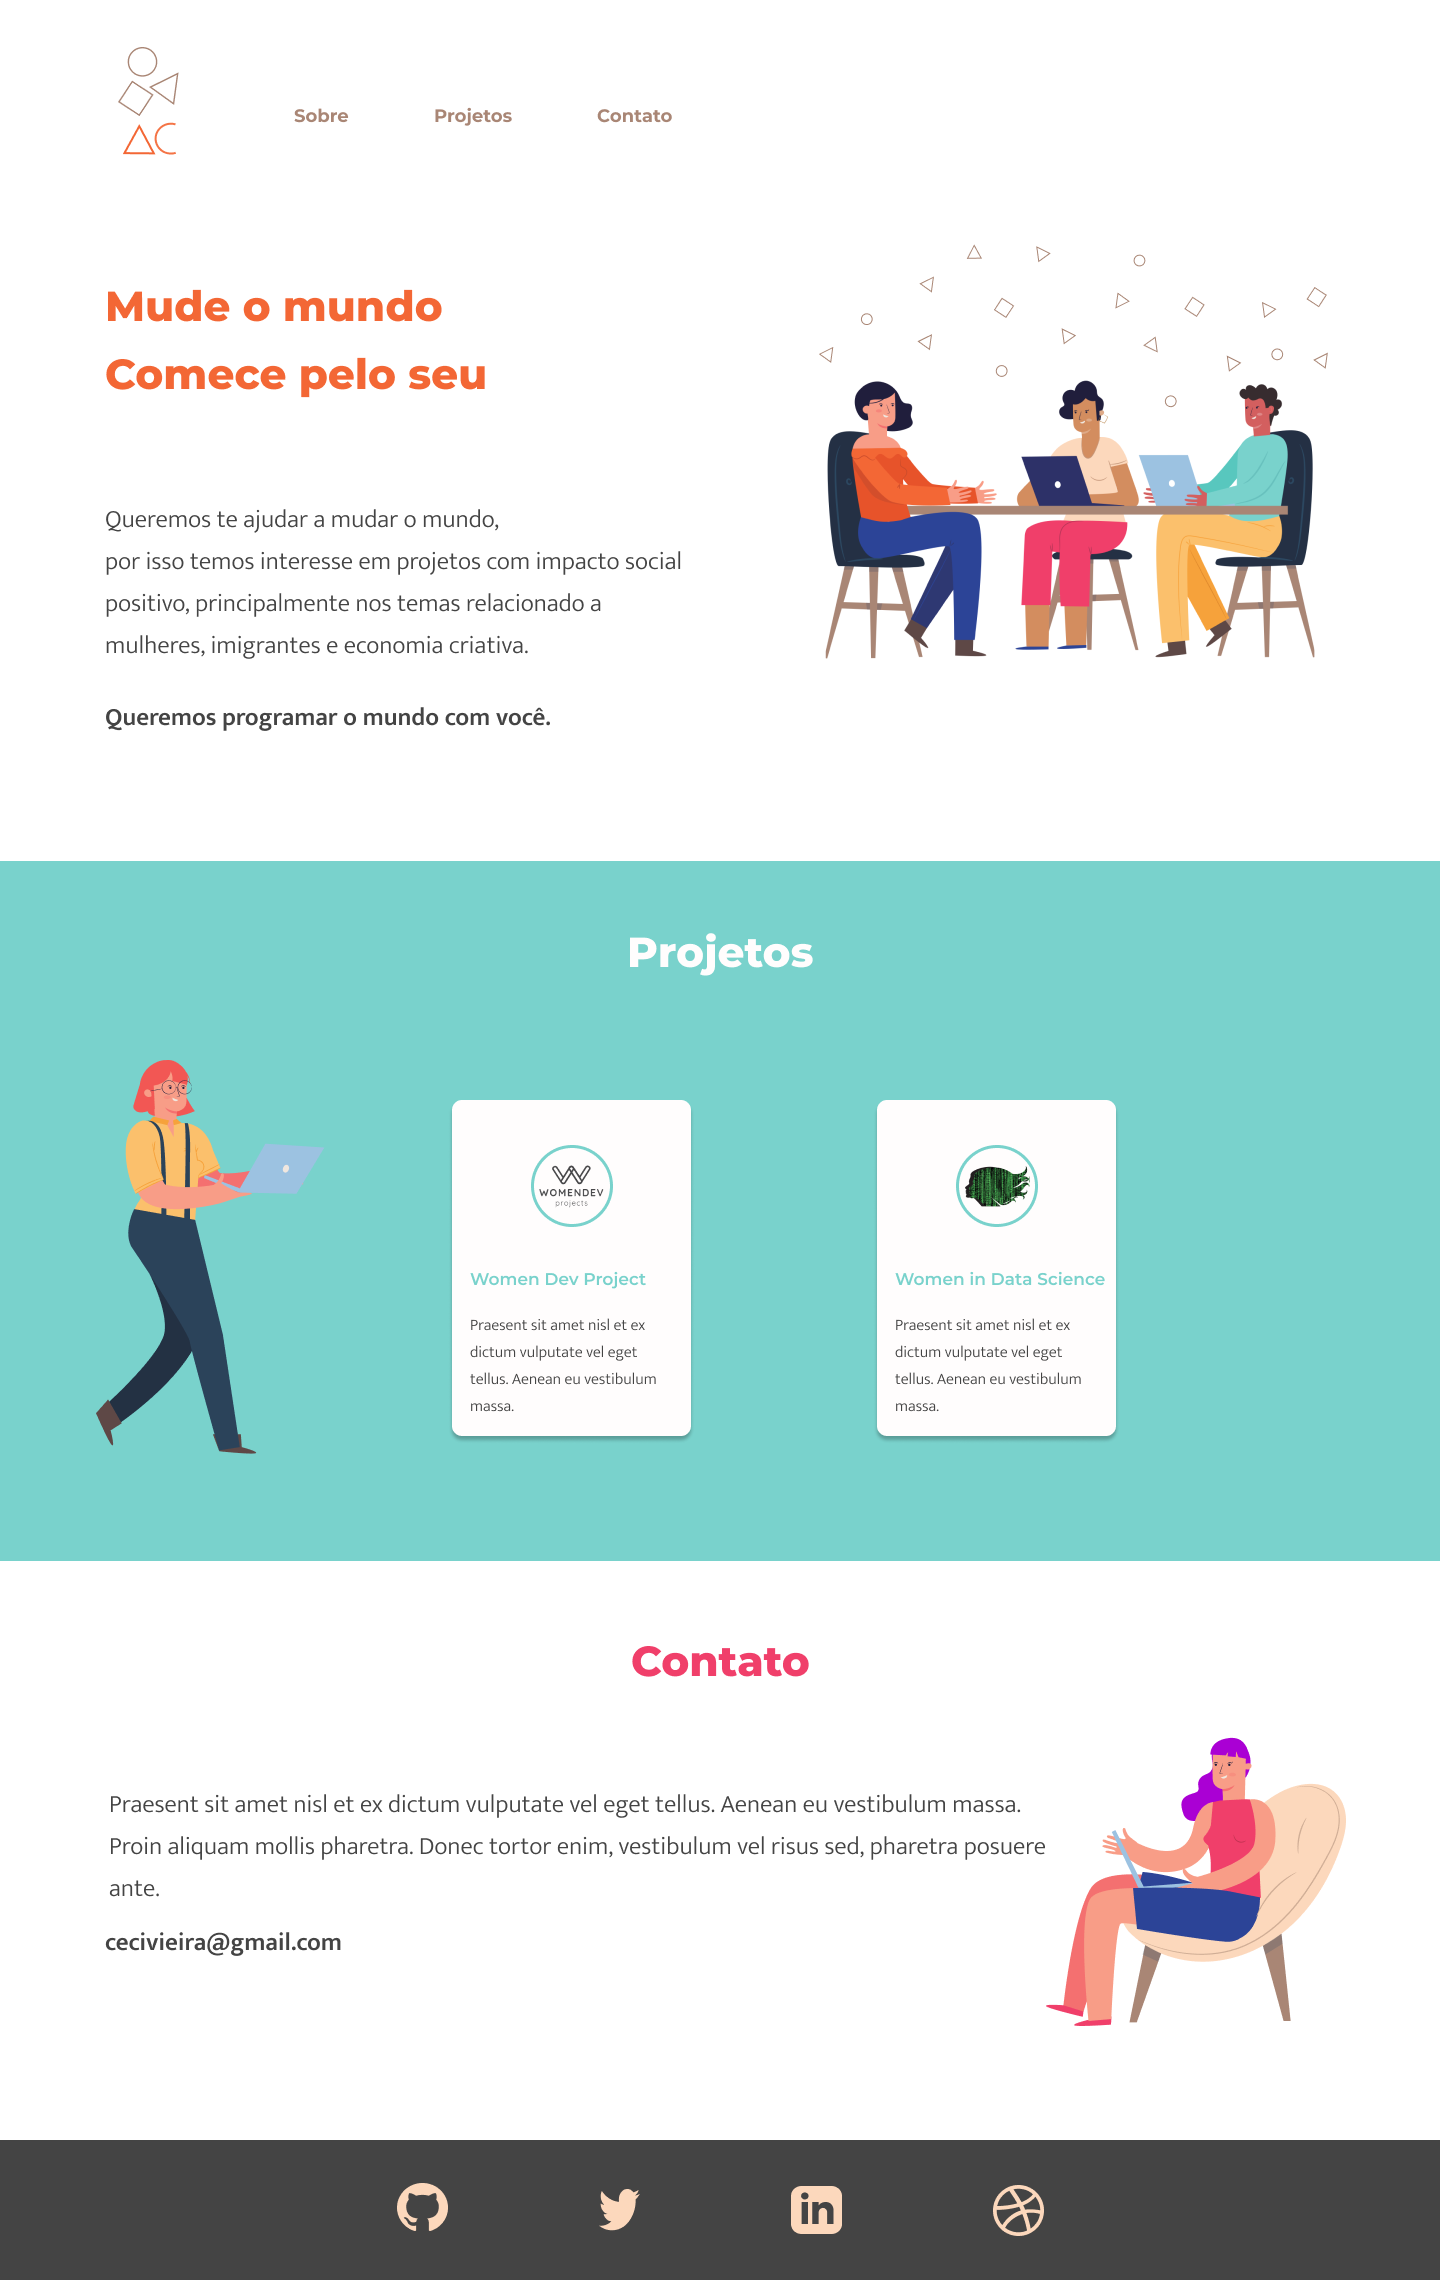 AC
Sobre Projetos Contato
Mude o mundo
Comece pelo seu
Queremos te ajudar a mudar o mundo,
por isso temos interesse em projetos com impacto social
positivo, principalmente nos temas relacionado a
mulheres, imigrantes e economia criativa.
Queremos programar o mundo com você.
Projetos
WOMENDEV
projects
Women Dev Project
Praesent sit amet nisl et ex
dictum vulputate vel eget
tellus. Aenean eu vestibulum
massa.
Women in Data Science
Praesent sit amet nisl et ex
dictum vulputate vel eget
tellus. Aenean eu vestibulum
massa.
Contato
Praesent sit amet nisl et ex dictum vulputate vel eget tellus. Aenean eu vestibulum massa.
Proin aliquam mollis pharetra. Donec tortor enim, vestibulum vel risus sed, pharetra posuere
ante.
cecivieira@gmail.com
in